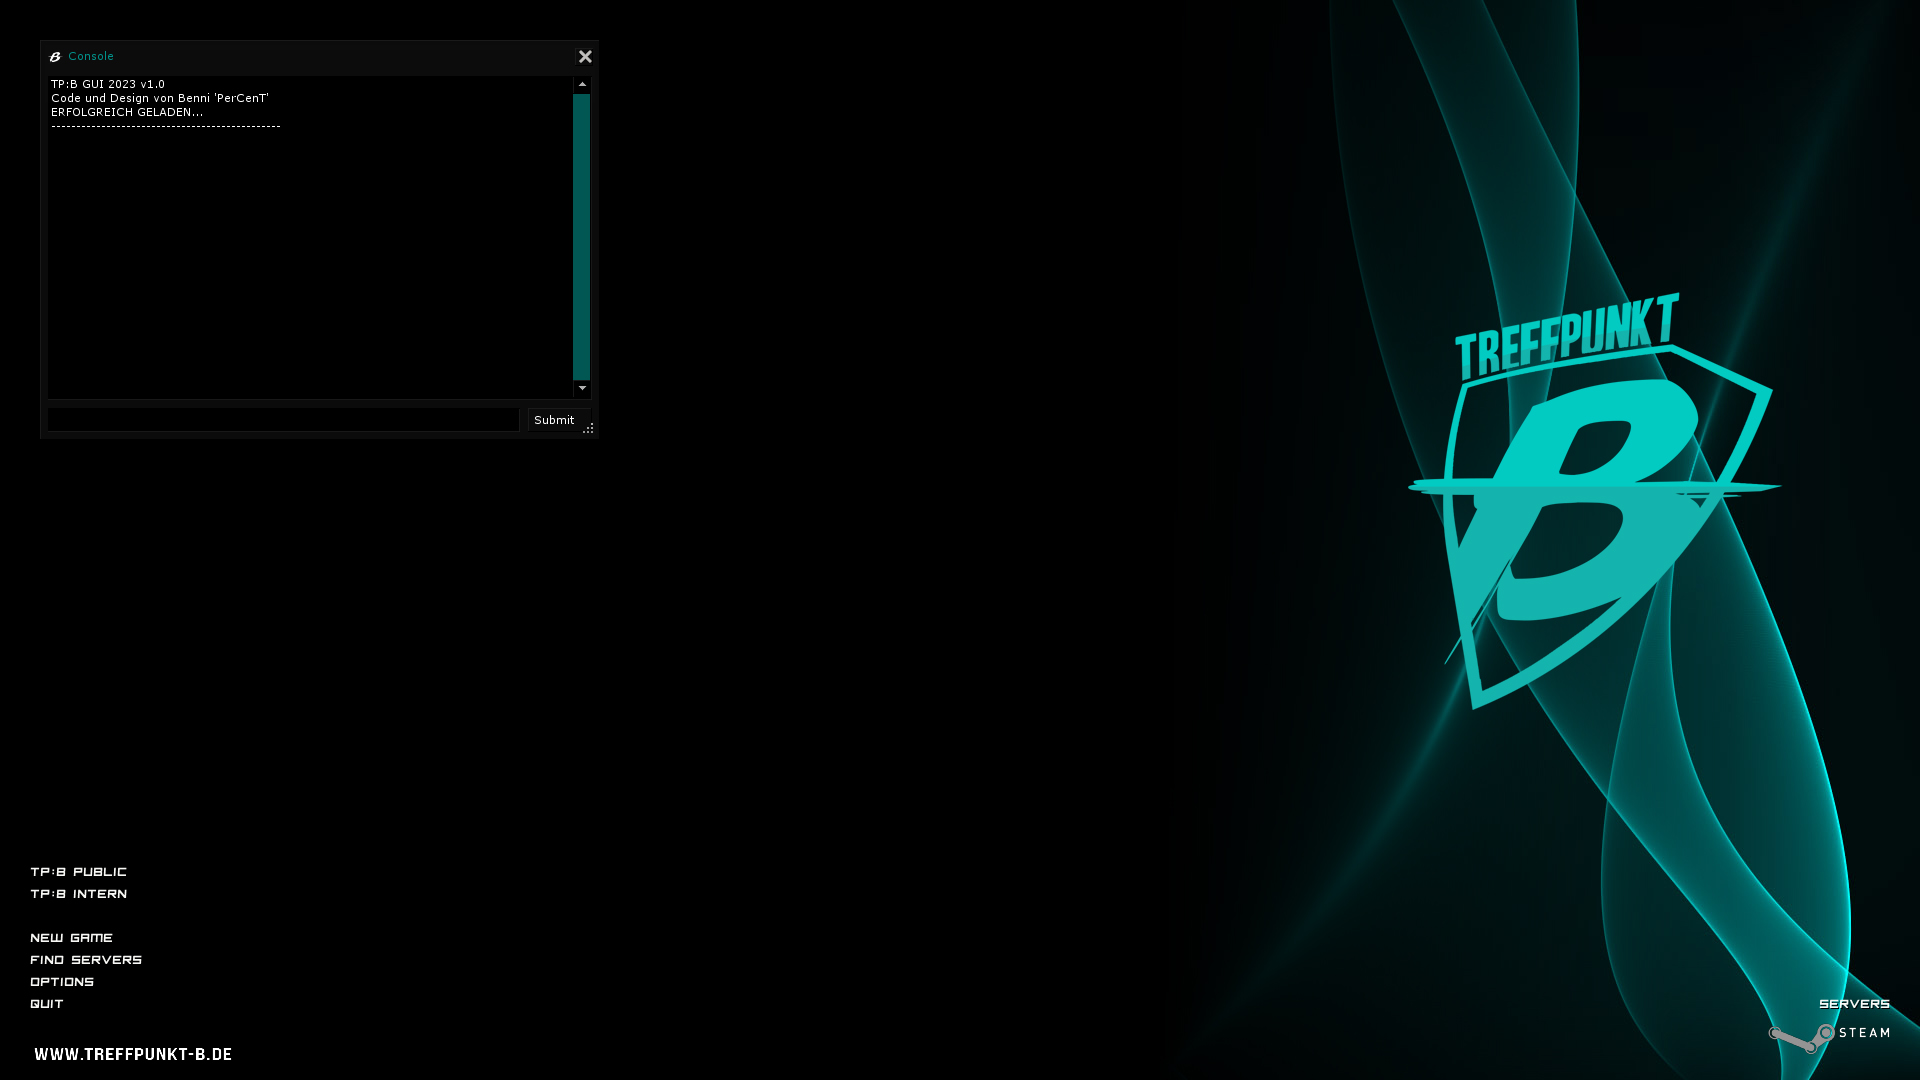 Console
TP:B GUI 2023 v1.0
Code und Design von Benni 'PerCenT'
ERFOLGREICH GELADEN...
----------------------------------------------
Submit
TREFFPUNKT
B
TP:B PUBLIC
TP:B INTERN
NEW GAME
FIND SERVERS
OPTIONS
QUIT
SERVERS
STEAM
WWW.TREFFPUNKT-B.DE